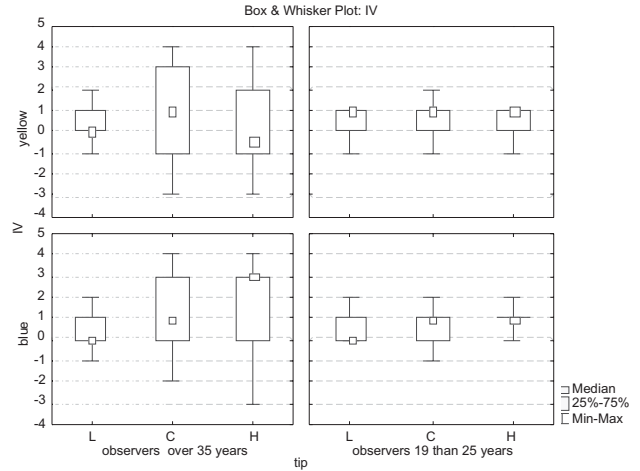 Box & Whisker Plot: IV
5
4
3
2
1
0
-1
-2
-3
-4
yellow
IV
5
4
3
2
1
0
-1
-2
-3
-4
blue
L C H L C H
observers over 35 years observers 19 than 25 years
tip
Median
25%-75%
Min-Max